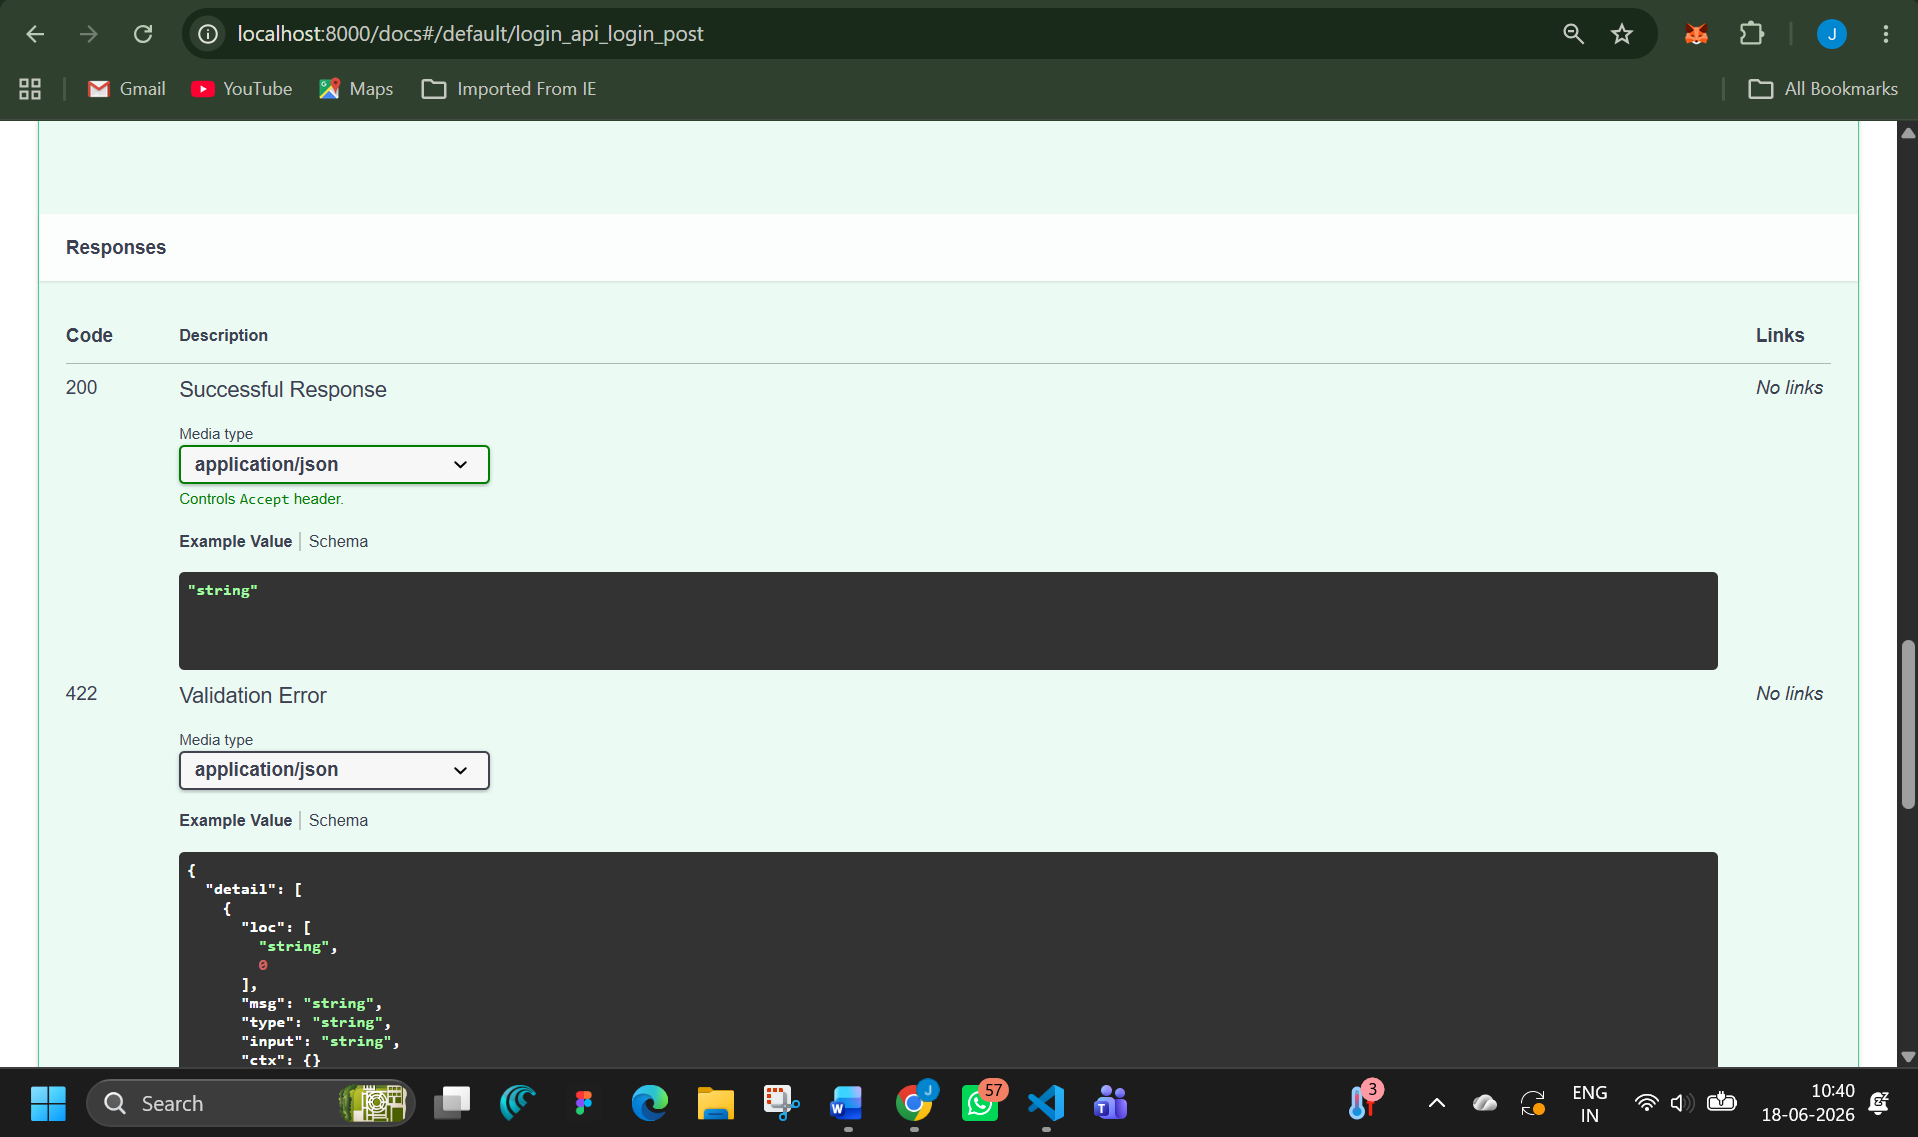 localhost:8000/docs#/default/login_api_login_post
J
Gmail
YouTube
Maps
Imported From IE
All Bookmarks
Responses
Code Description Links
200 Successful Response No links
Media type
application/json
Controls Accept header.
Example Value | Schema
"string"
422 Validation Error No links
Media type
application/json
Example Value | Schema
{
"detail": [
{
"loc": [
"string",
0
],
"msg": "string",
"type": "string",
"input": "string",
"ctx": {}
Search
J
57
3
ENG
IN
10:40
18-06-2026